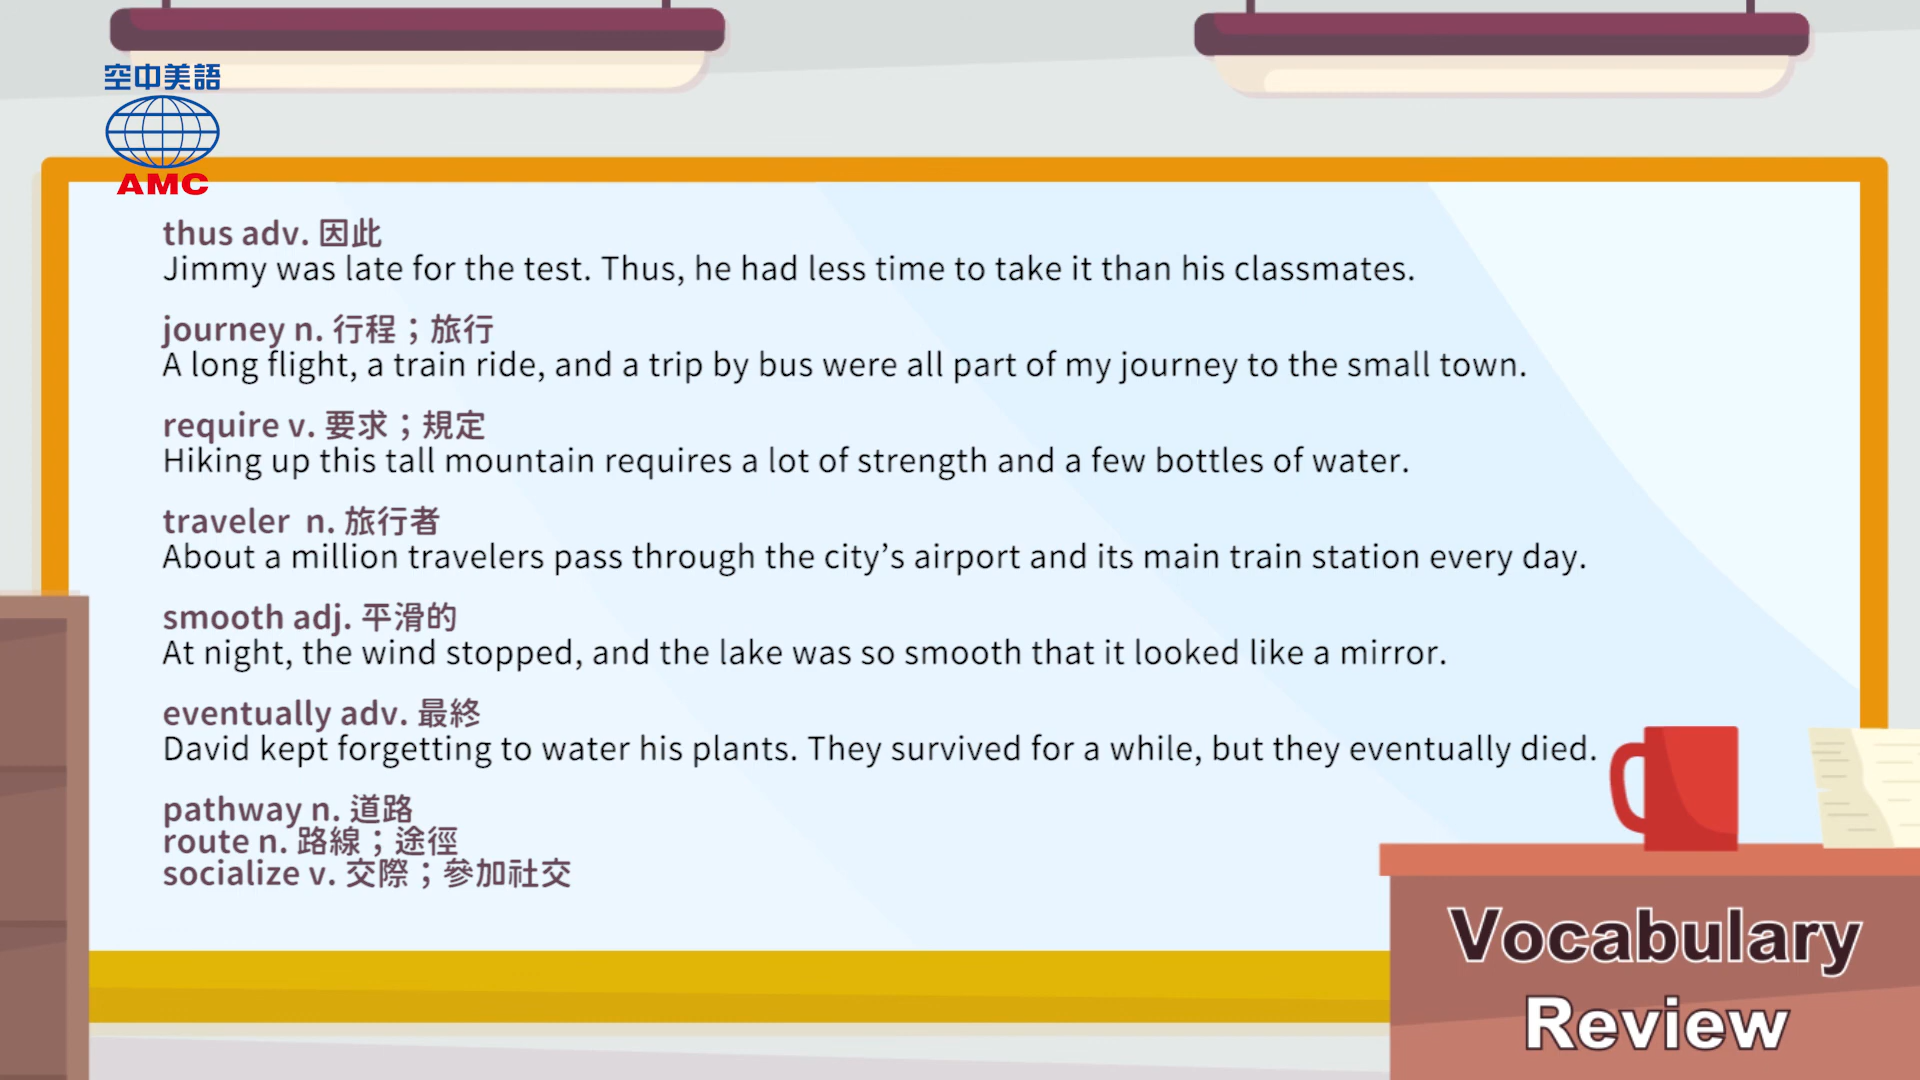 空中美語
AMC
thus adv. 因此
Jimmy was late for the test. Thus, he had less time to take it than his classmates.
journey n. 行程；旅行
A long flight, a train ride, and a trip by bus were all part of my journey to the small town.
require v. 要求；規定
Hiking up this tall mountain requires a lot of strength and a few bottles of water.
traveler n. 旅行者
About a million travelers pass through the city’s airport and its main train station every day.
smooth adj. 平滑的
At night, the wind stopped, and the lake was so smooth that it looked like a mirror.
eventually adv. 最終
David kept forgetting to water his plants. They survived for a while, but they eventually died.
pathway n. 道路
route n. 路線；途徑
socialize v. 交際；參加社交
Vocabulary
Review